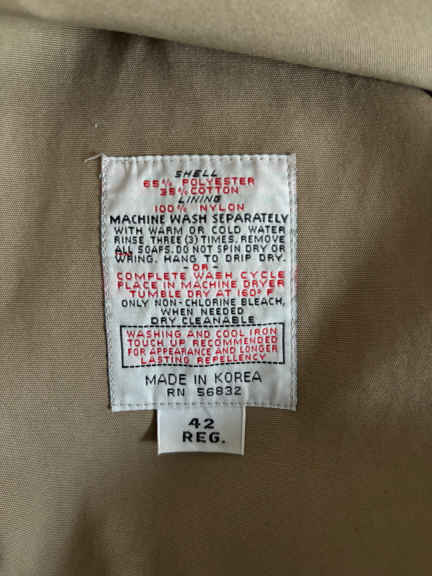 SHELL
65% POLYESTER
35% COTTON
LINING
100% NYLON
MACHINE WASH SEPARATELY
WITH WARM OR COLD WATER
RINSE THREE (3) TIMES, REMOVE
ALL SOAPS. DO NOT SPIN DRY OR
WRING. HANG TO DRIP DRY.
-OR-
COMPLETE WASH CYCLE
PLACE IN MACHINE DRYER
TUMBLE DRY AT 160° F
ONLY NON-CHLORINE BLEACH,
WHEN NEEDED
DRY CLEANABLE
WASHING AND COOL IRON
TOUCH UP RECOMMENDED
FOR APPEARANCE AND LONGER
LASTING REPELLENCY
MADE IN KOREA
RN 56832
42
REG.